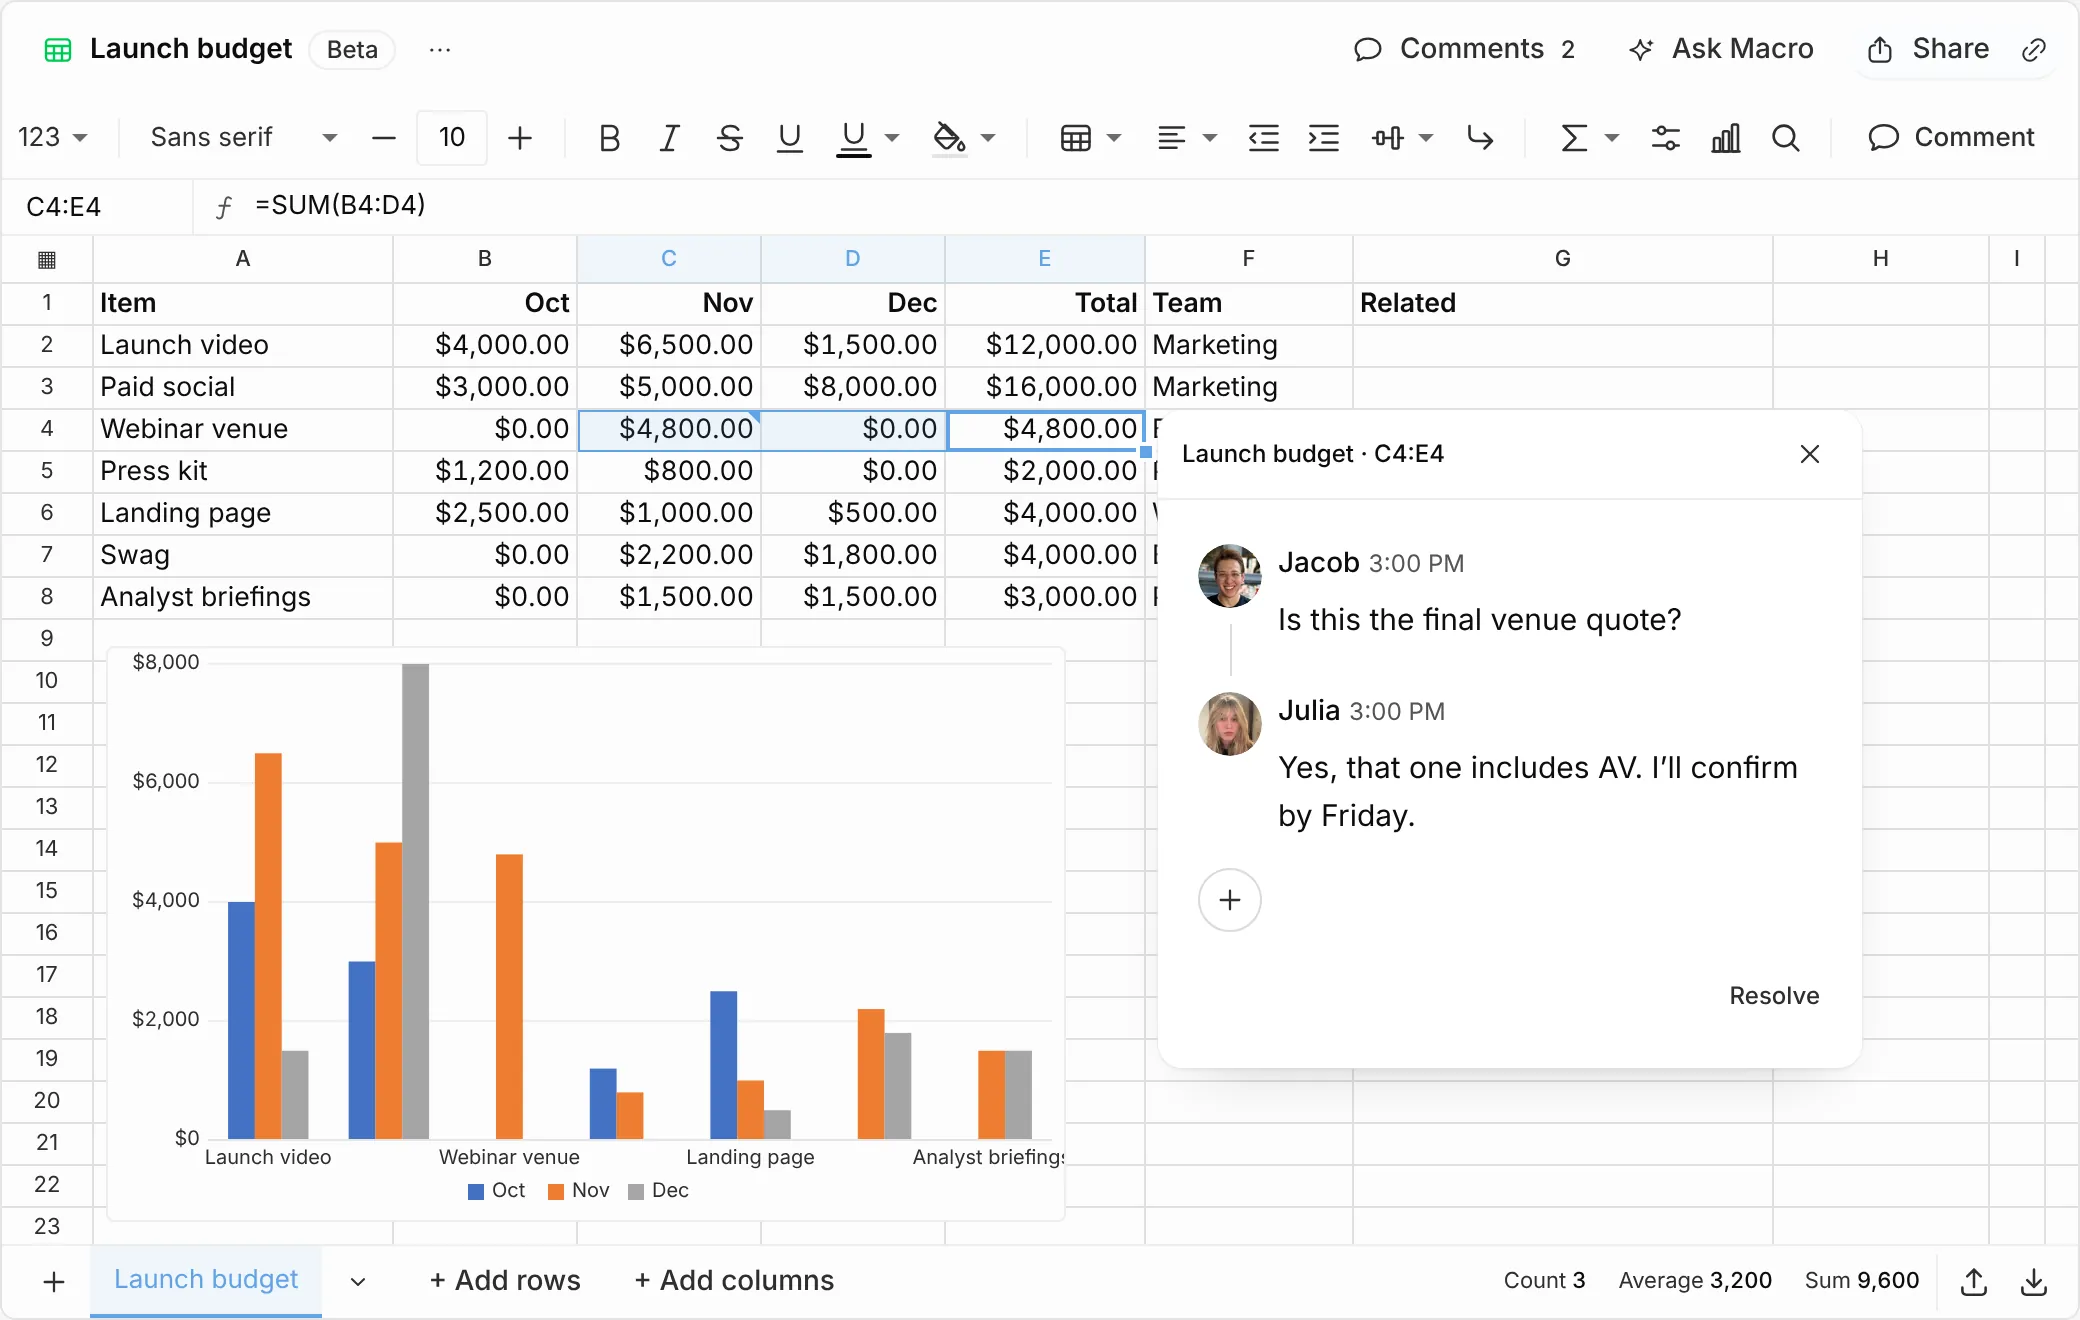 Launch budget Beta ...
Comments 2 Ask Macro Share
123 Sans serif 10 B I S U U Comment
C4:E4 =SUM(B4:D4)
A B C D E F G H I
1 Item Oct Nov Dec Total Team Related
2 Launch video $4,000.00 $6,500.00 $1,500.00 $12,000.00 Marketing
3 Paid social $3,000.00 $5,000.00 $8,000.00 $16,000.00 Marketing
4 Webinar venue $0.00 $4,800.00 $0.00 $4,800.00
5 Press kit $1,200.00 $800.00 $0.00 $2,000.00
6 Landing page $2,500.00 $1,000.00 $500.00 $4,000.00
7 Swag $0.00 $2,200.00 $1,800.00 $4,000.00
8 Analyst briefings $0.00 $1,500.00 $1,500.00 $3,000.00
9
10
11
12
13
14
15
16
17
18
19
20
21
22
23
$8,000
$6,000
$4,000
$2,000
$0
Launch video Webinar venue Landing page Analyst briefings
Oct Nov Dec
Launch budget · C4:E4
Jacob 3:00 PM
Is this the final venue quote?
Julia 3:00 PM
Yes, that one includes AV. I’ll confirm
by Friday.
Resolve
+ Launch budget + Add rows + Add columns
Count 3 Average 3,200 Sum 9,600